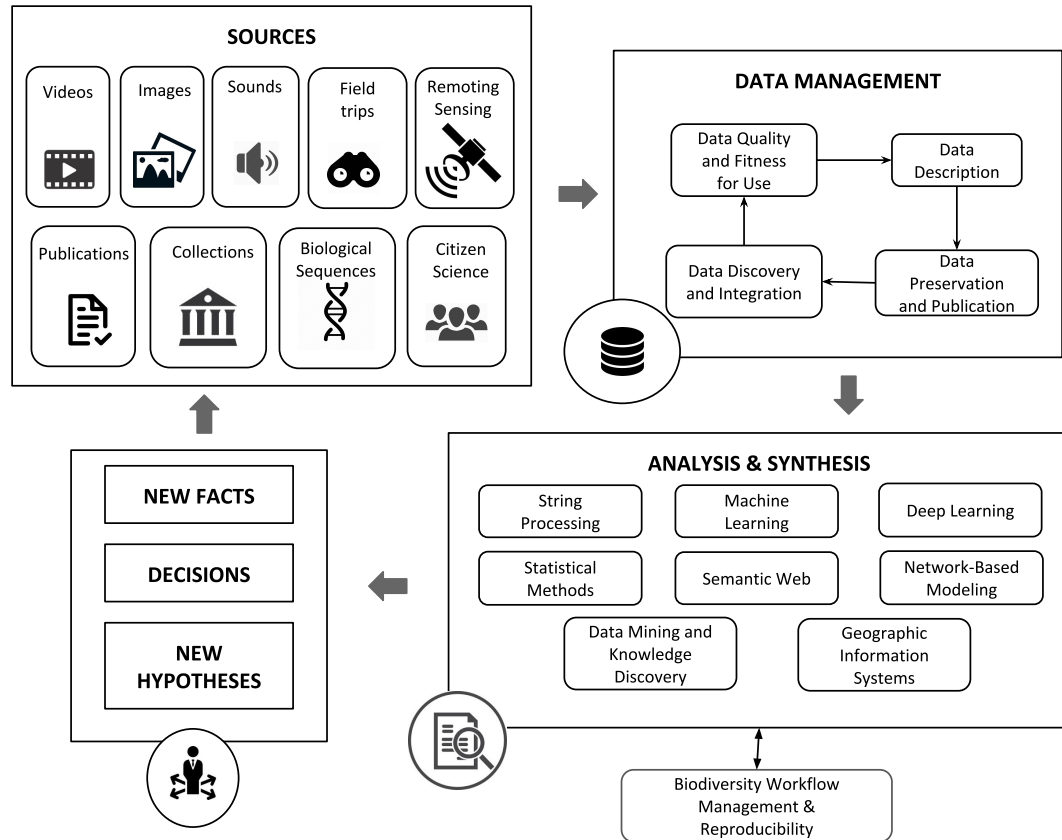 SOURCES
Videos
Images
Sounds
Field
trips
Remoting
Sensing
Publications
Collections
Biological
Sequences
Citizen
Science
DATA MANAGEMENT
Data Quality
and Fitness
for Use
Data
Description
Data Discovery
and Integration
Data
Preservation
and Publication
ANALYSIS & SYNTHESIS
String
Processing
Machine
Learning
Deep Learning
Statistical
Methods
Semantic Web
Network-Based
Modeling
Data Mining and
Knowledge
Discovery
Geographic
Information
Systems
NEW FACTS
DECISIONS
NEW
HYPOTHESES
Biodiversity Workflow
Management &
Reproducibility